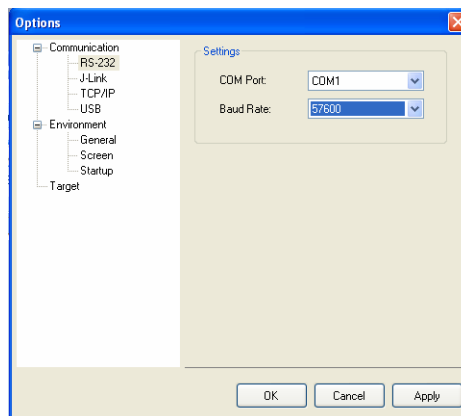 Options
Communication
RS-232
J-Link
TCP/IP
USB
Environment
General
Screen
Startup
Target
Settings
COM Port: COM1
Baud Rate: 57600
OK Cancel Apply